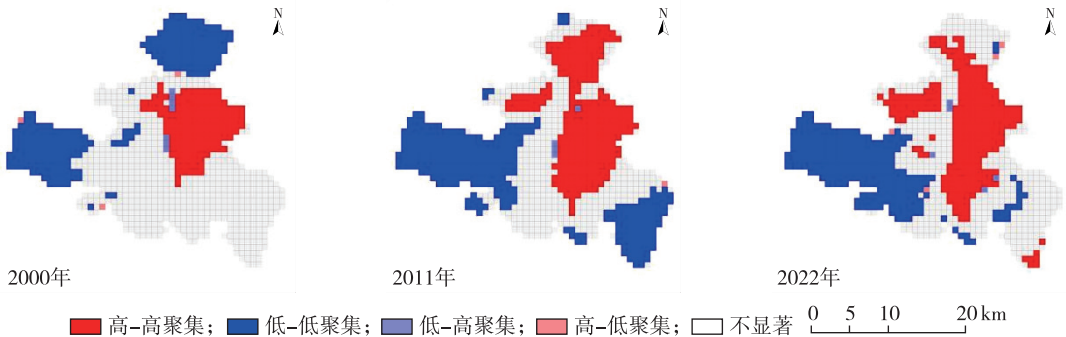 N
N
N
2000年
2011年
2022年
高-高聚集；
低-低聚集；
低-高聚集；
高-低聚集；
不显著
0 5 10 20 km